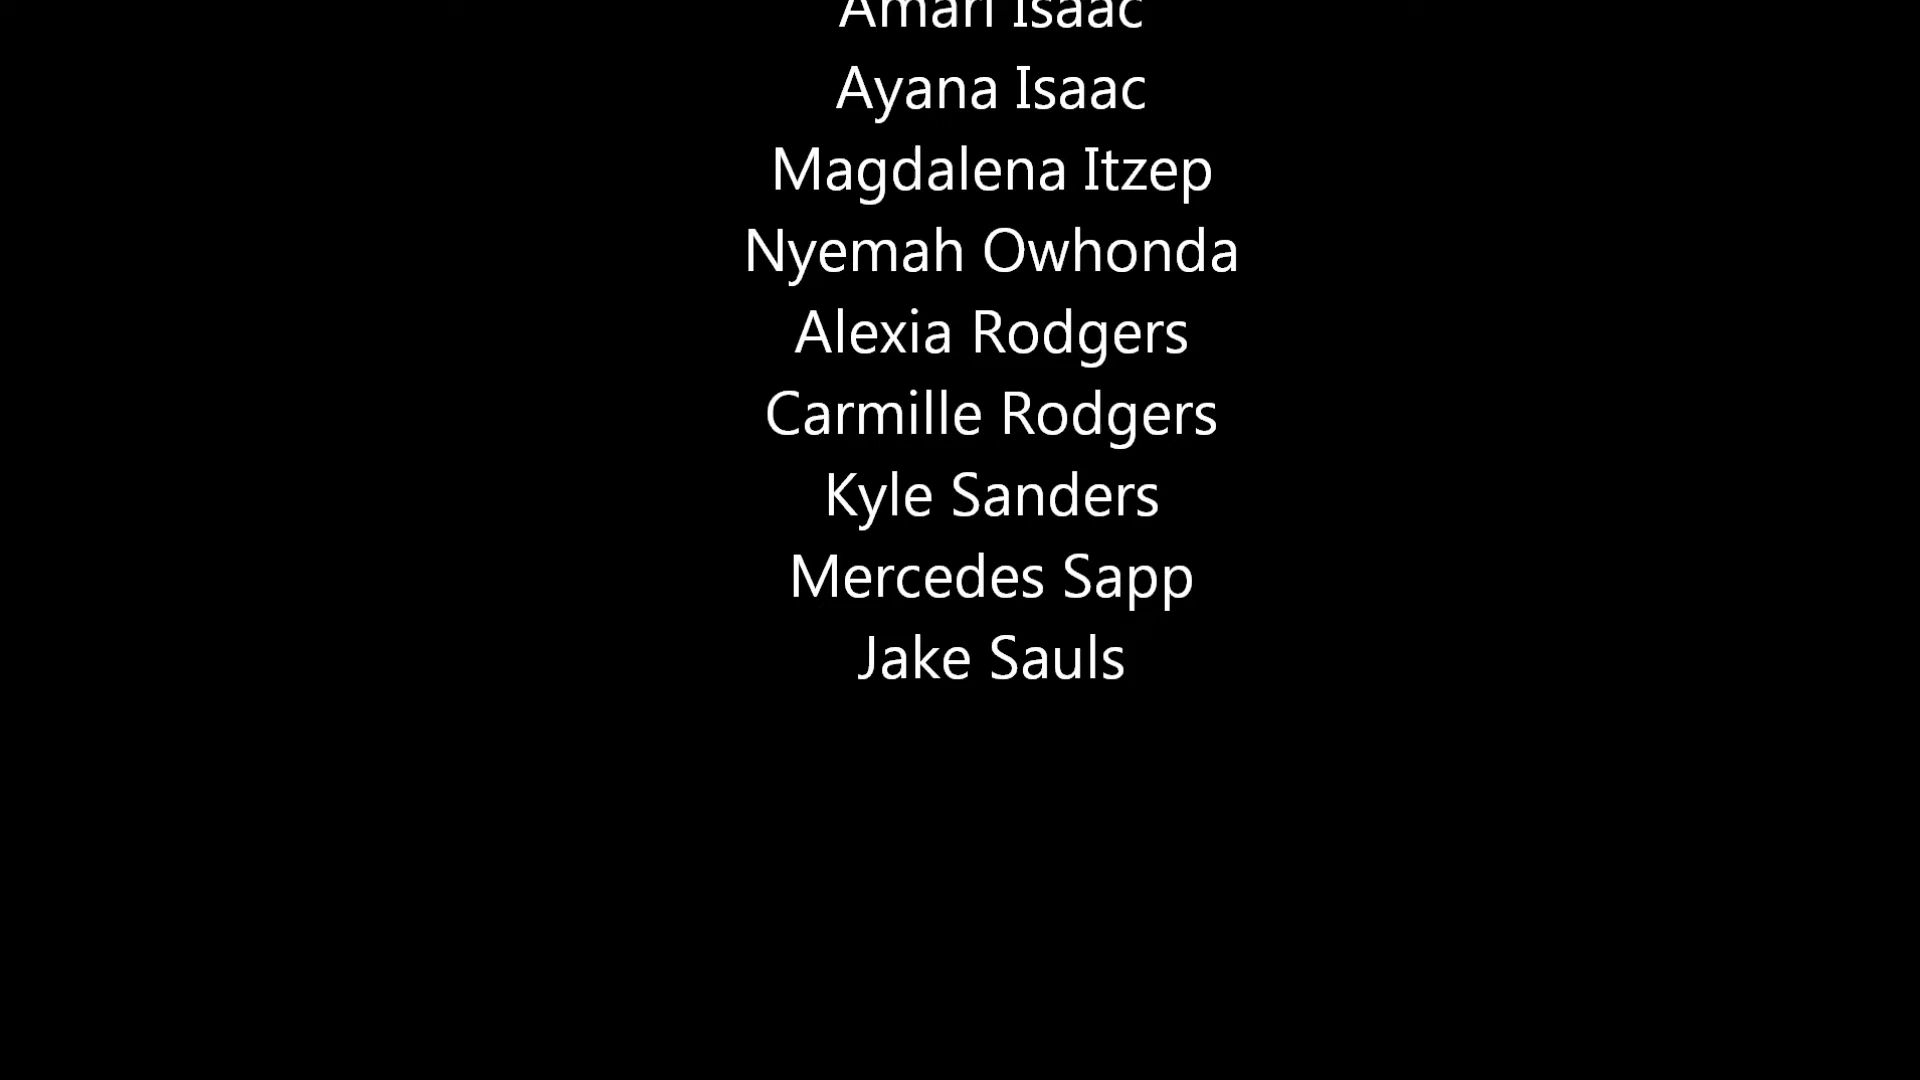 Amari Isaac
Ayana Isaac
Magdalena Itzep
Nyemah Owhonda
Alexia Rodgers
Carmille Rodgers
Kyle Sanders
Mercedes Sapp
Jake Sauls